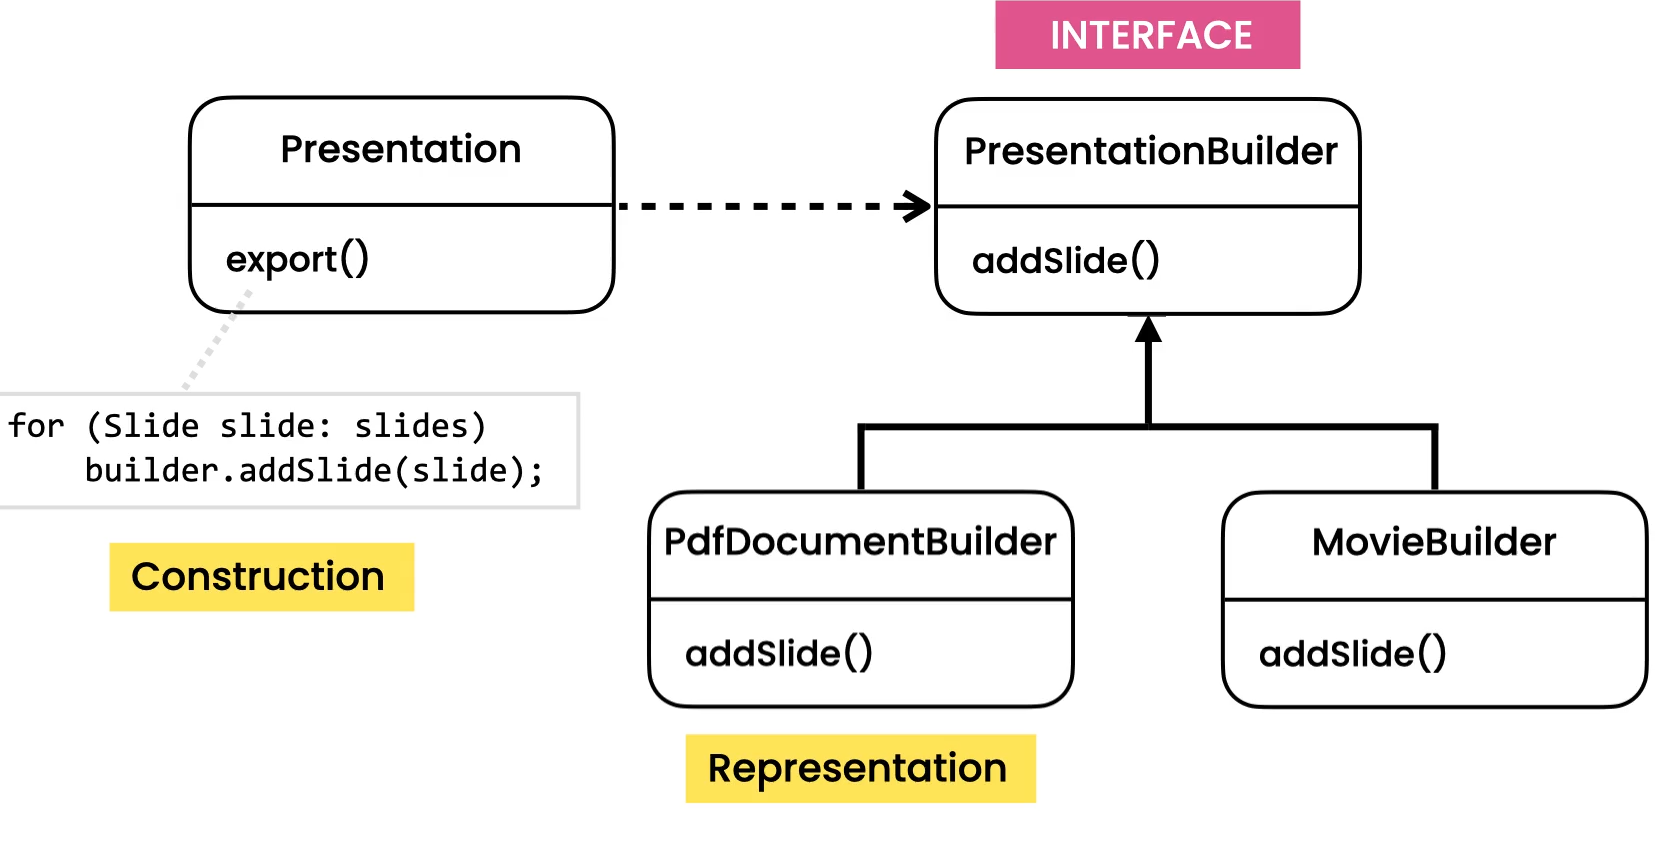 INTERFACE
Presentation
export()
PresentationBuilder
addSlide()
for (Slide slide: slides)
builder.addSlide(slide);
Construction
PdfDocumentBuilder
addSlide()
MovieBuilder
addSlide()
Representation